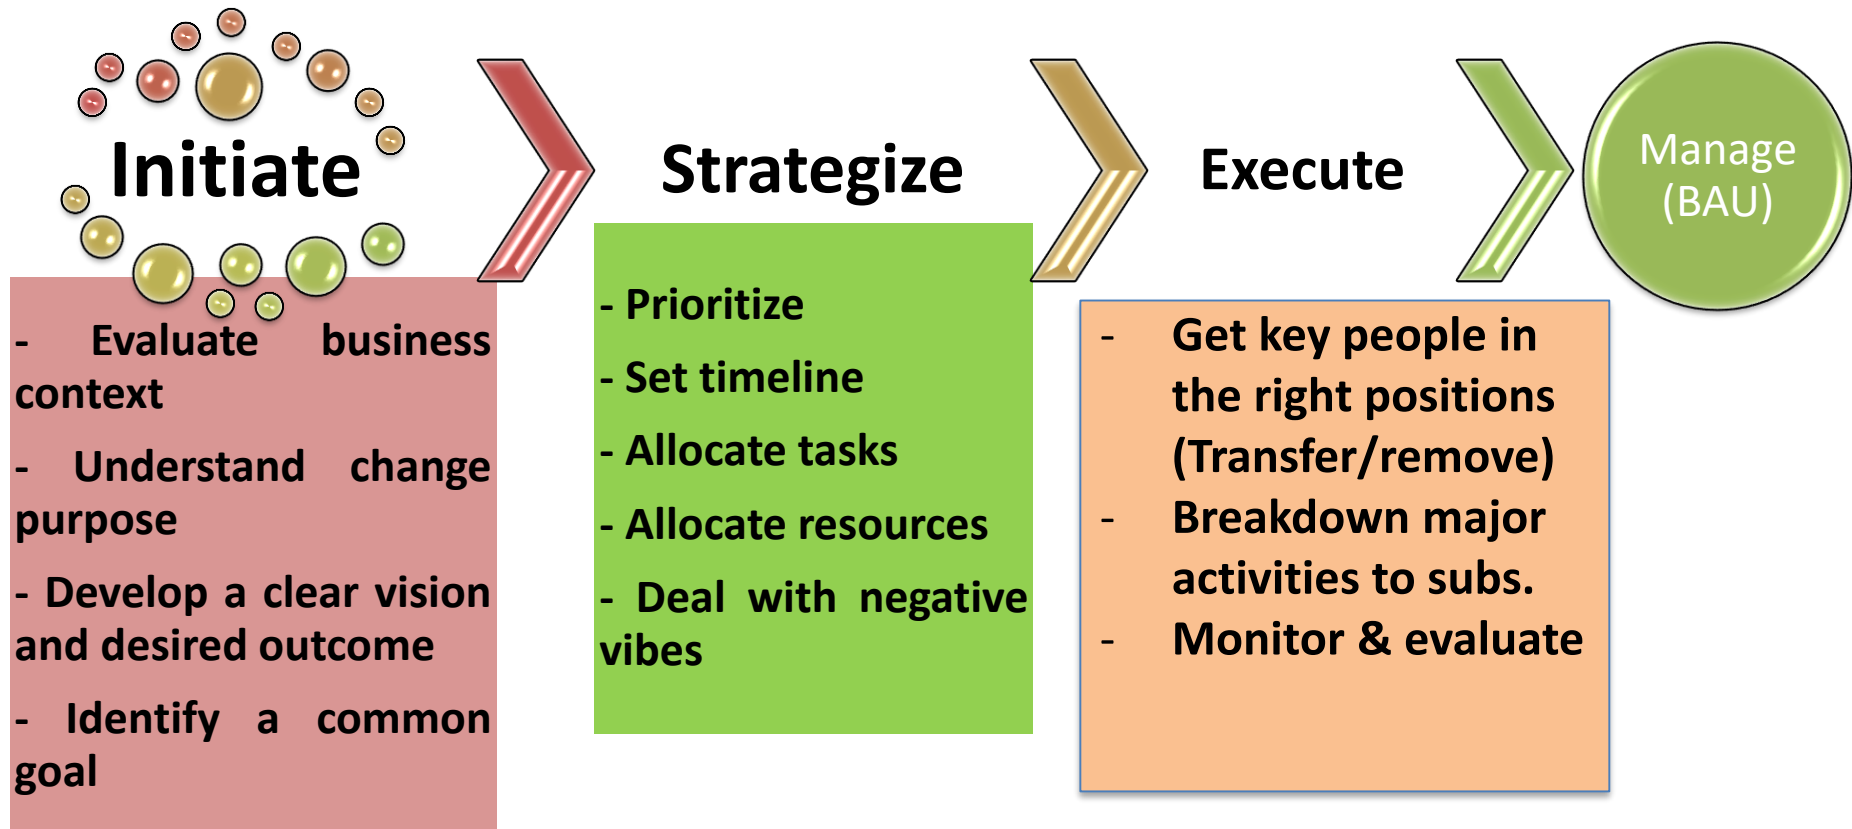 Initiate
- Evaluate business
context
- Understand change
purpose
- Develop a clear vision
and desired outcome
- Identify a common
goal
Strategize
- Prioritize
- Set timeline
- Allocate tasks
- Allocate resources
- Deal with negative
vibes
Execute
- Get key people in
the right positions
(Transfer/remove)
- Breakdown major
activities to subs.
- Monitor & evaluate
Manage
(BAU)